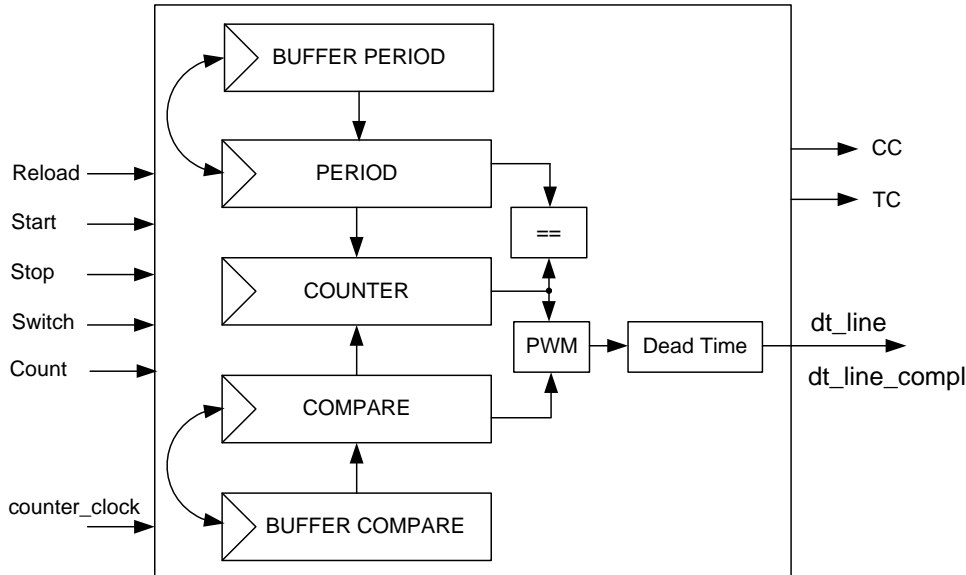 BUFFER PERIOD
PERIOD
Reload
CC
Start
TC
==
Stop
COUNTER
Switch
dt_line
PWM
Dead Time
Count
dt_line_compl
COMPARE
counter_clock
BUFFER COMPARE